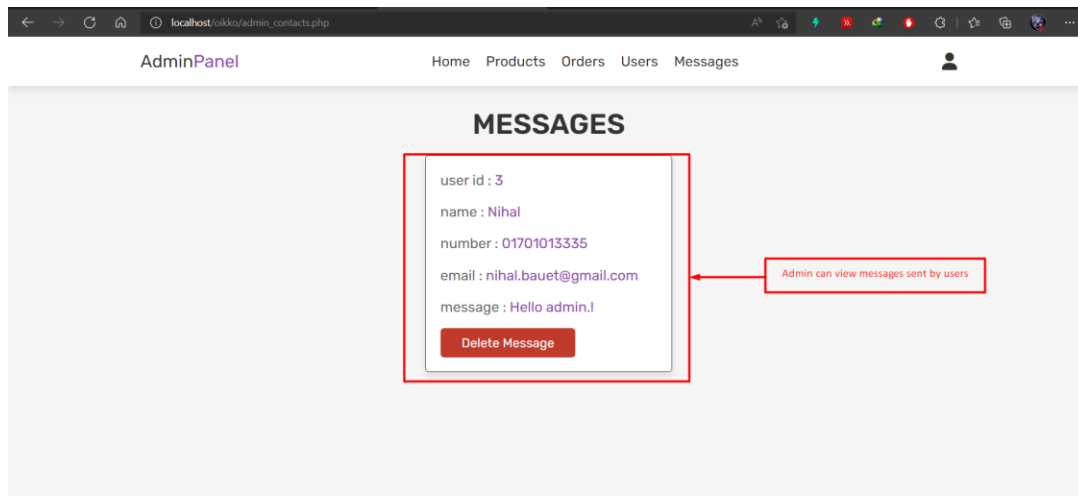 localhost/oikko/admin_contacts.php
AdminPanel
Home Products Orders Users Messages
MESSAGES
user id : 3
name : Nihal
number : 01701013335
email : nihal.bauet@gmail.com
message : Hello admin.!
Delete Message
Admin can view messages sent by users